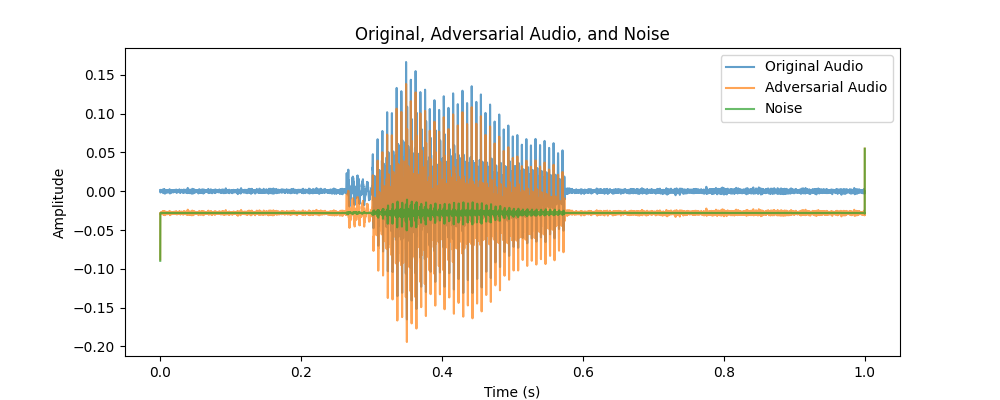 Original, Adversarial Audio, and Noise
Original Audio
Adversarial Audio
Noise
0.15
0.10
0.05
0.00
−0.05
−0.10
−0.15
−0.20
Amplitude
0.0 0.2 0.4 0.6 0.8 1.0
Time (s)